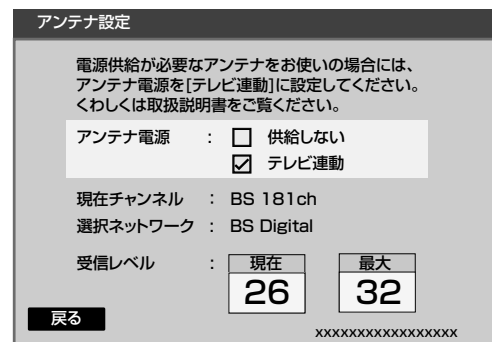 アンテナ設定
電源供給が必要なアンテナをお使いの場合には、
アンテナ電源を[テレビ連動]に設定してください。
くわしくは取扱説明書をご覧ください。
アンテナ電源 : 供給しない
テレビ連動
現在チャンネル : BS 181ch
選択ネットワーク : BS Digital
受信レベル : 現在 最大
26 32
戻る
xxxxxxxxxxxxxxxxx